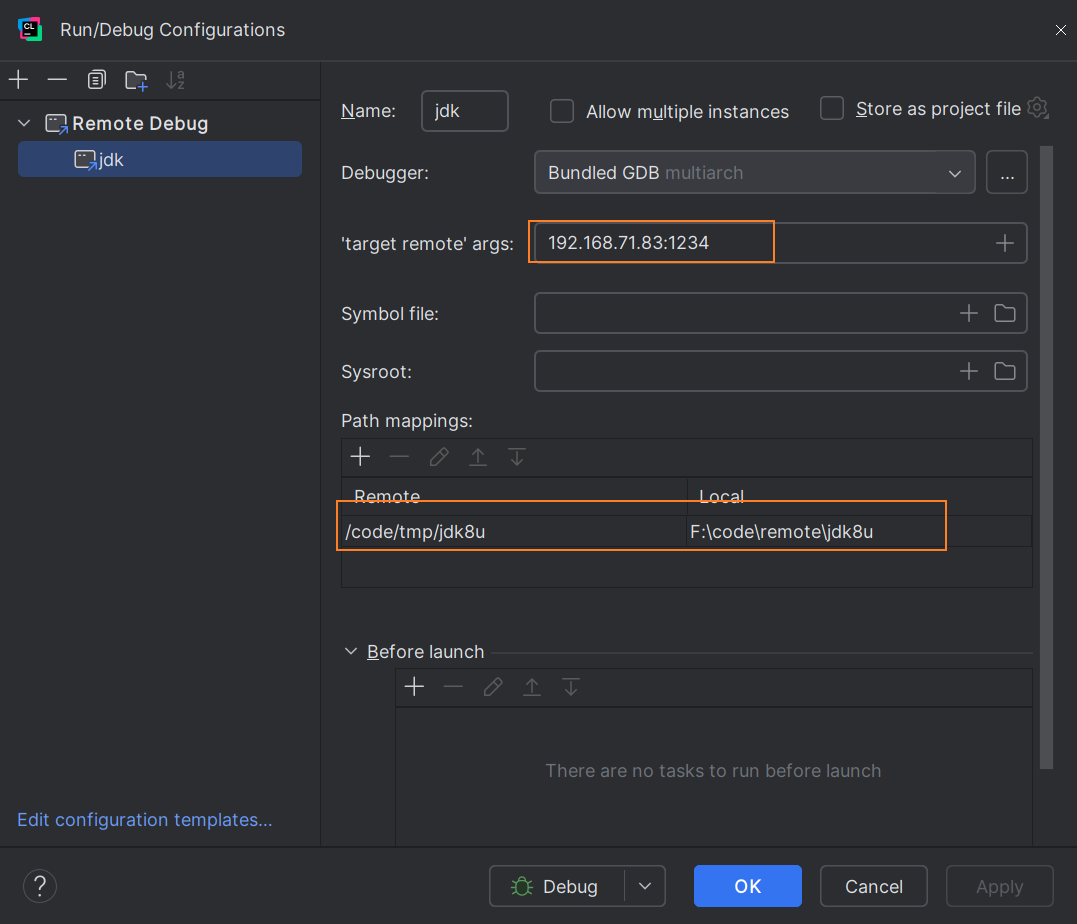 CL
Run/Debug Configurations
Remote Debug
jdk
Name:
jdk
Allow multiple instances
Store as project file
Debugger:
Bundled GDB multiarch
...
'target remote' args:
192.168.71.83:1234
Symbol file:
Sysroot:
Path mappings:
Remote
Local
/code/tmp/jdk8u
F:\code\remote\jdk8u
Before launch
There are no tasks to run before launch
Edit configuration templates...
?
Debug
OK
Cancel
Apply